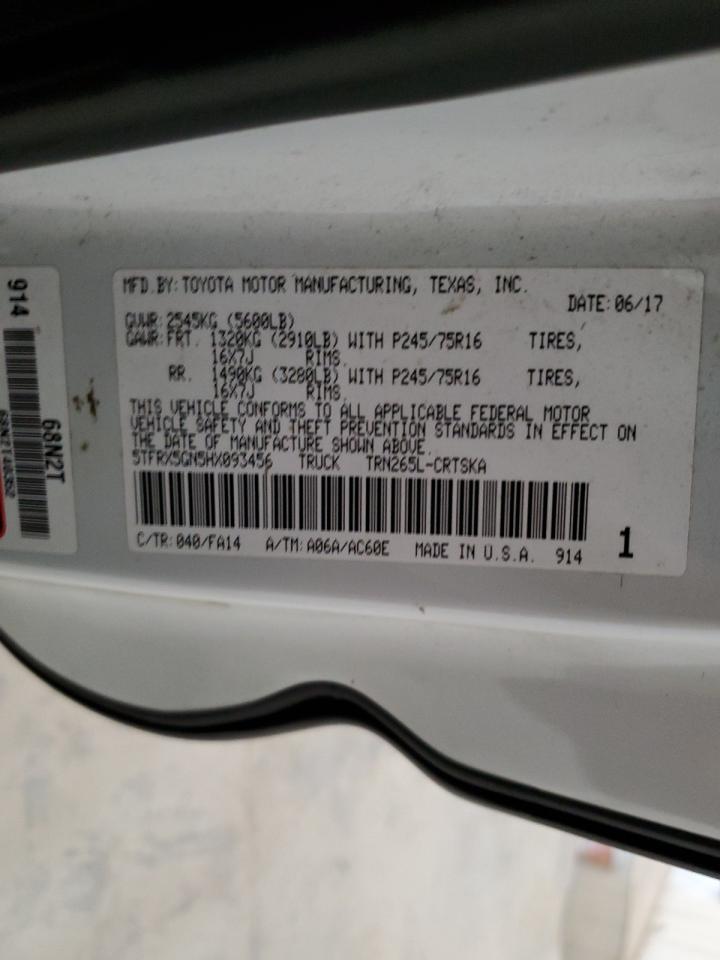 MFD.BY:TOYOTA MOTOR MANUFACTURING, TEXAS, INC.
DATE:06/17
GVWR:2545KG (5600LB)
GAWR:FRT. 1320KG (2910LB) WITH P245/75R16 TIRES,
16X7J RIMS,
RR. 1490KG (3280LB) WITH P245/75R16 TIRES,
16X7J RIMS,
THIS VEHICLE CONFORMS TO ALL APPLICABLE FEDERAL MOTOR
VEHICLE SAFETY AND THEFT PREVENTION STANDARDS IN EFFECT ON
THE DATE OF MANUFACTURE SHOWN ABOVE.
5TFRX5GN5HX093456 TRUCK TRN265L-CRTSKA
C/TR:040/FA14 A/TM:A06A/AC60E MADE IN U.S.A. 914
1
914
68N2T